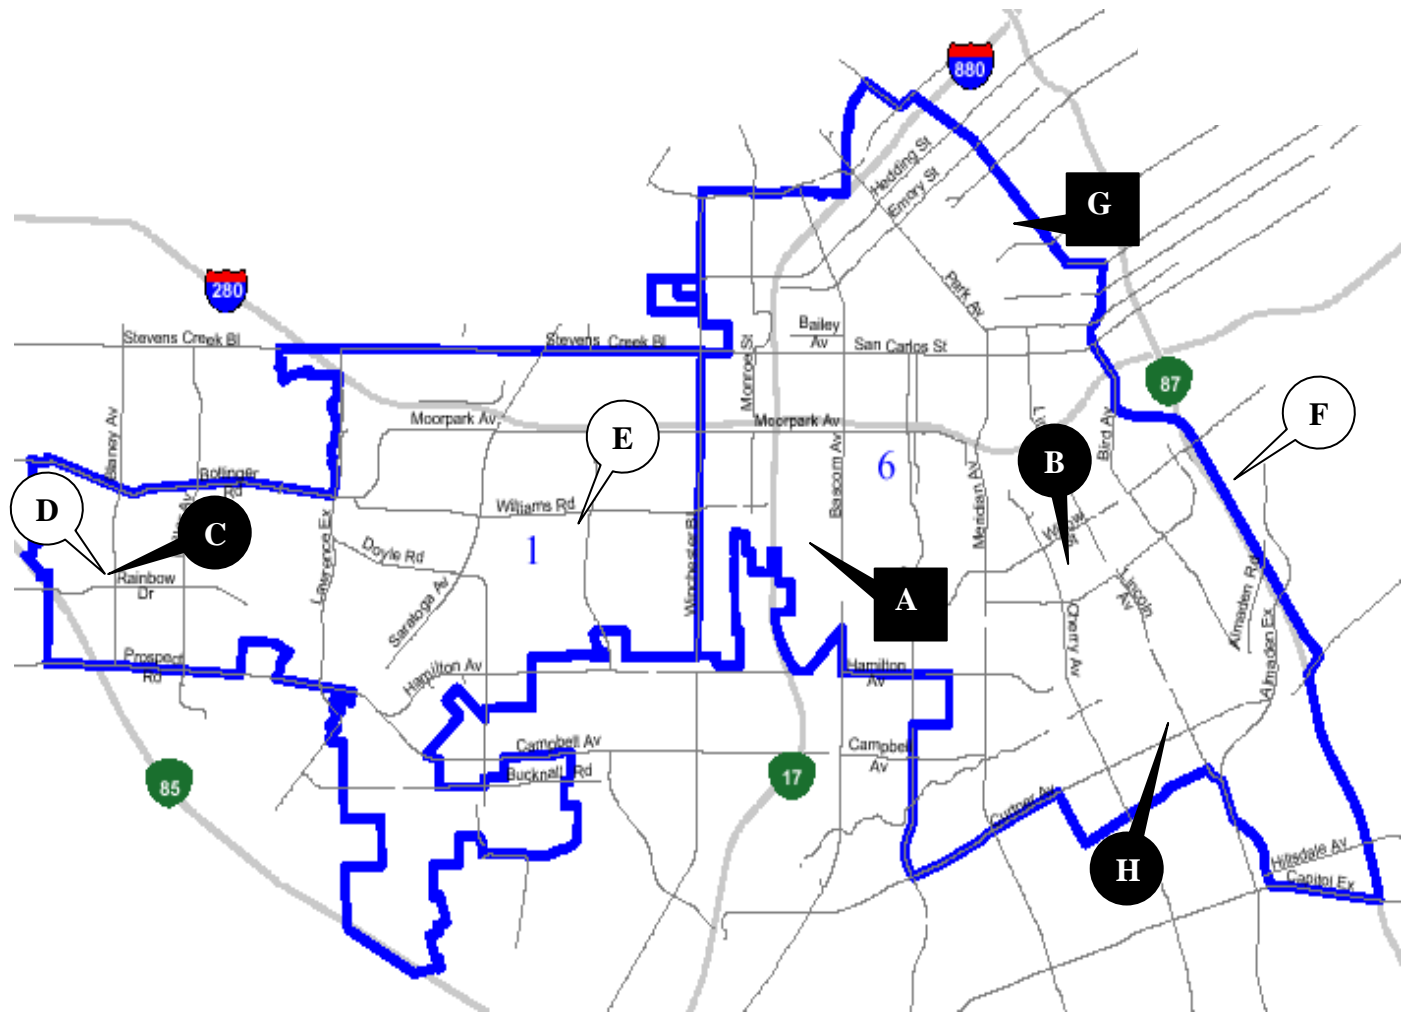 880
Hedding St
Emory St
G
280
Park Av
Stevens Creek Bl
Stevens Creek Bl
Bailey
Av
San Carlos St
Monroe St
87
Blaney Av
Moorpark Av
Moorpark Av
E
F
Bird Av
Bascom Av
6
B
Meridian Av
Bollinger
Rd
D
C
Williams Rd
Winchester Bl
Lawrence Ex
Doyle Rd
1
Rainbow
Dr
Saratoga Av
A
Lincoln
Av
Cherry Av
Almaden Rd
Almaden Ex
Prospect
Rd
Hamilton Av
Hamilton
Av
Campbell Av
Campbell
Av
Bucknall Rd
85
17
Curtner Av
H
Hillsdale Av
Capitol Ex